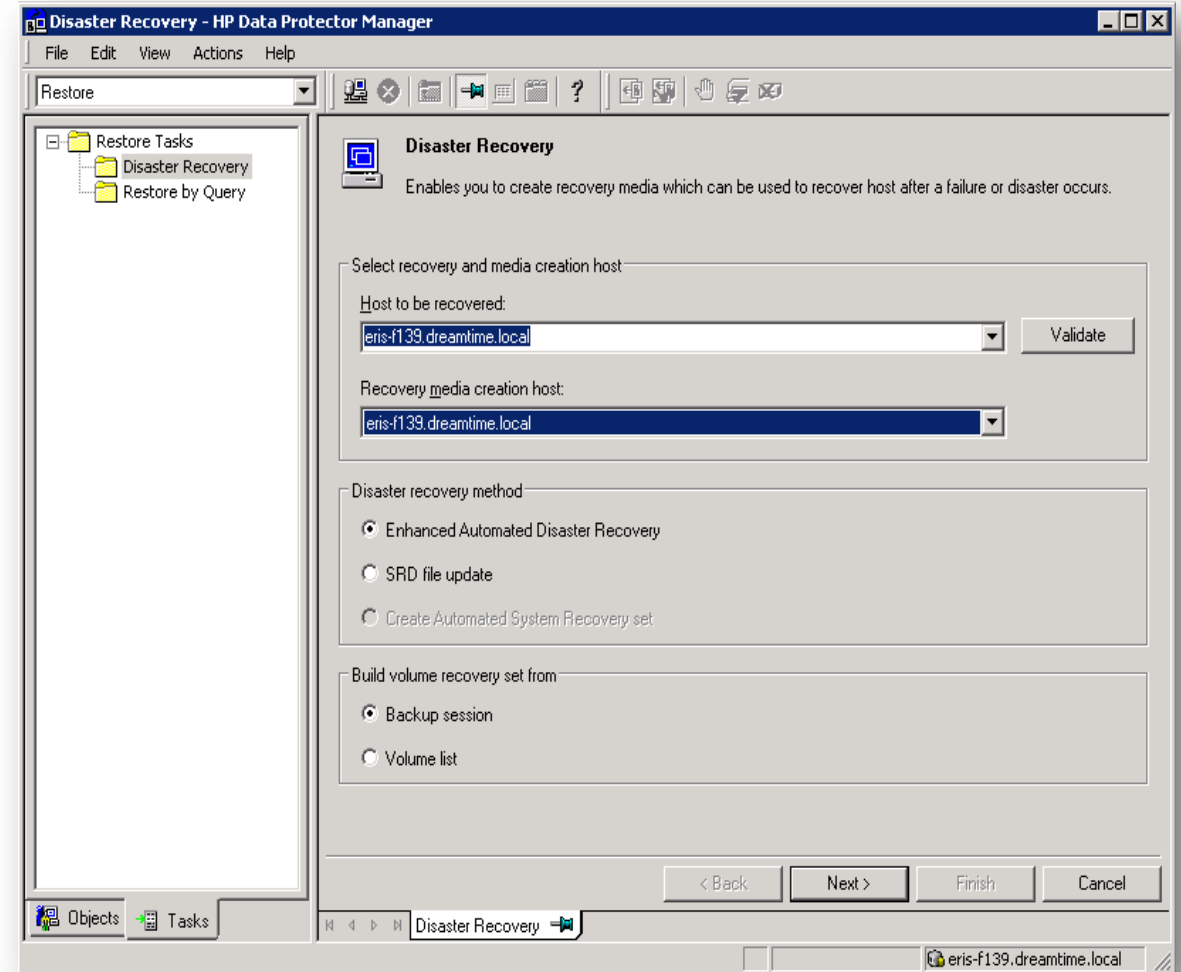 Disaster Recovery - HP Data Protector Manager
File Edit View Actions Help
Restore
Restore Tasks
Disaster Recovery
Restore by Query
Disaster Recovery
Enables you to create recovery media which can be used to recover host after a failure or disaster occurs.
Select recovery and media creation host
Host to be recovered:
eris-f139.dreamtime.local
Validate
Recovery media creation host:
eris-f139.dreamtime.local
Disaster recovery method
Enhanced Automated Disaster Recovery
SRD file update
Create Automated System Recovery set
Build volume recovery set from
Backup session
Volume list
< Back Next > Finish Cancel
Objects Tasks
Disaster Recovery
eris-f139.dreamtime.local